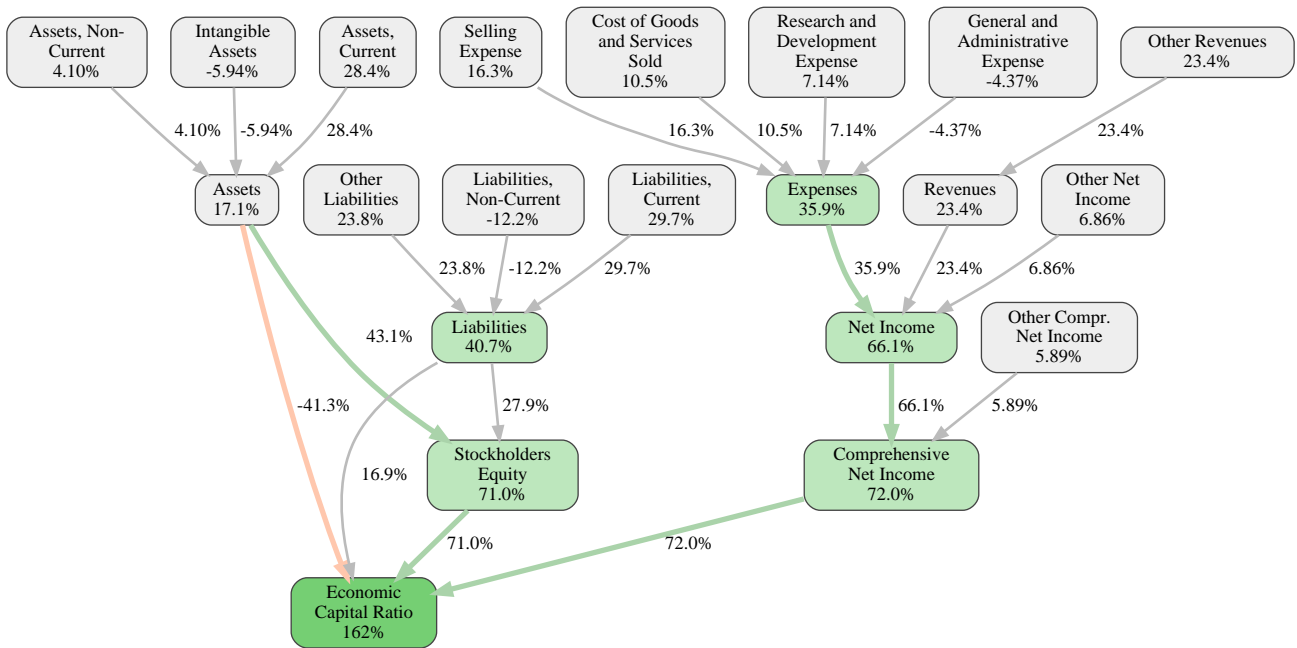 Assets, Non-
Current
4.10%
Intangible
Assets
-5.94%
Assets,
Current
28.4%
Selling
Expense
16.3%
Cost of Goods
and Services
Sold
10.5%
Research and
Development
Expense
7.14%
General and
Administrative
Expense
-4.37%
Other Revenues
23.4%
4.10%
-5.94%
28.4%
16.3%
10.5%
7.14%
-4.37%
23.4%
Assets
17.1%
Other
Liabilities
23.8%
Liabilities,
Non-Current
-12.2%
Liabilities,
Current
29.7%
Expenses
35.9%
Revenues
23.4%
Other Net
Income
6.86%
23.8%
-12.2%
29.7%
35.9%
23.4%
6.86%
43.1%
Liabilities
40.7%
Net Income
66.1%
Other Compr.
Net Income
5.89%
-41.3%
27.9%
66.1%
5.89%
16.9%
Stockholders
Equity
71.0%
Comprehensive
Net Income
72.0%
71.0%
72.0%
Economic
Capital Ratio
162%